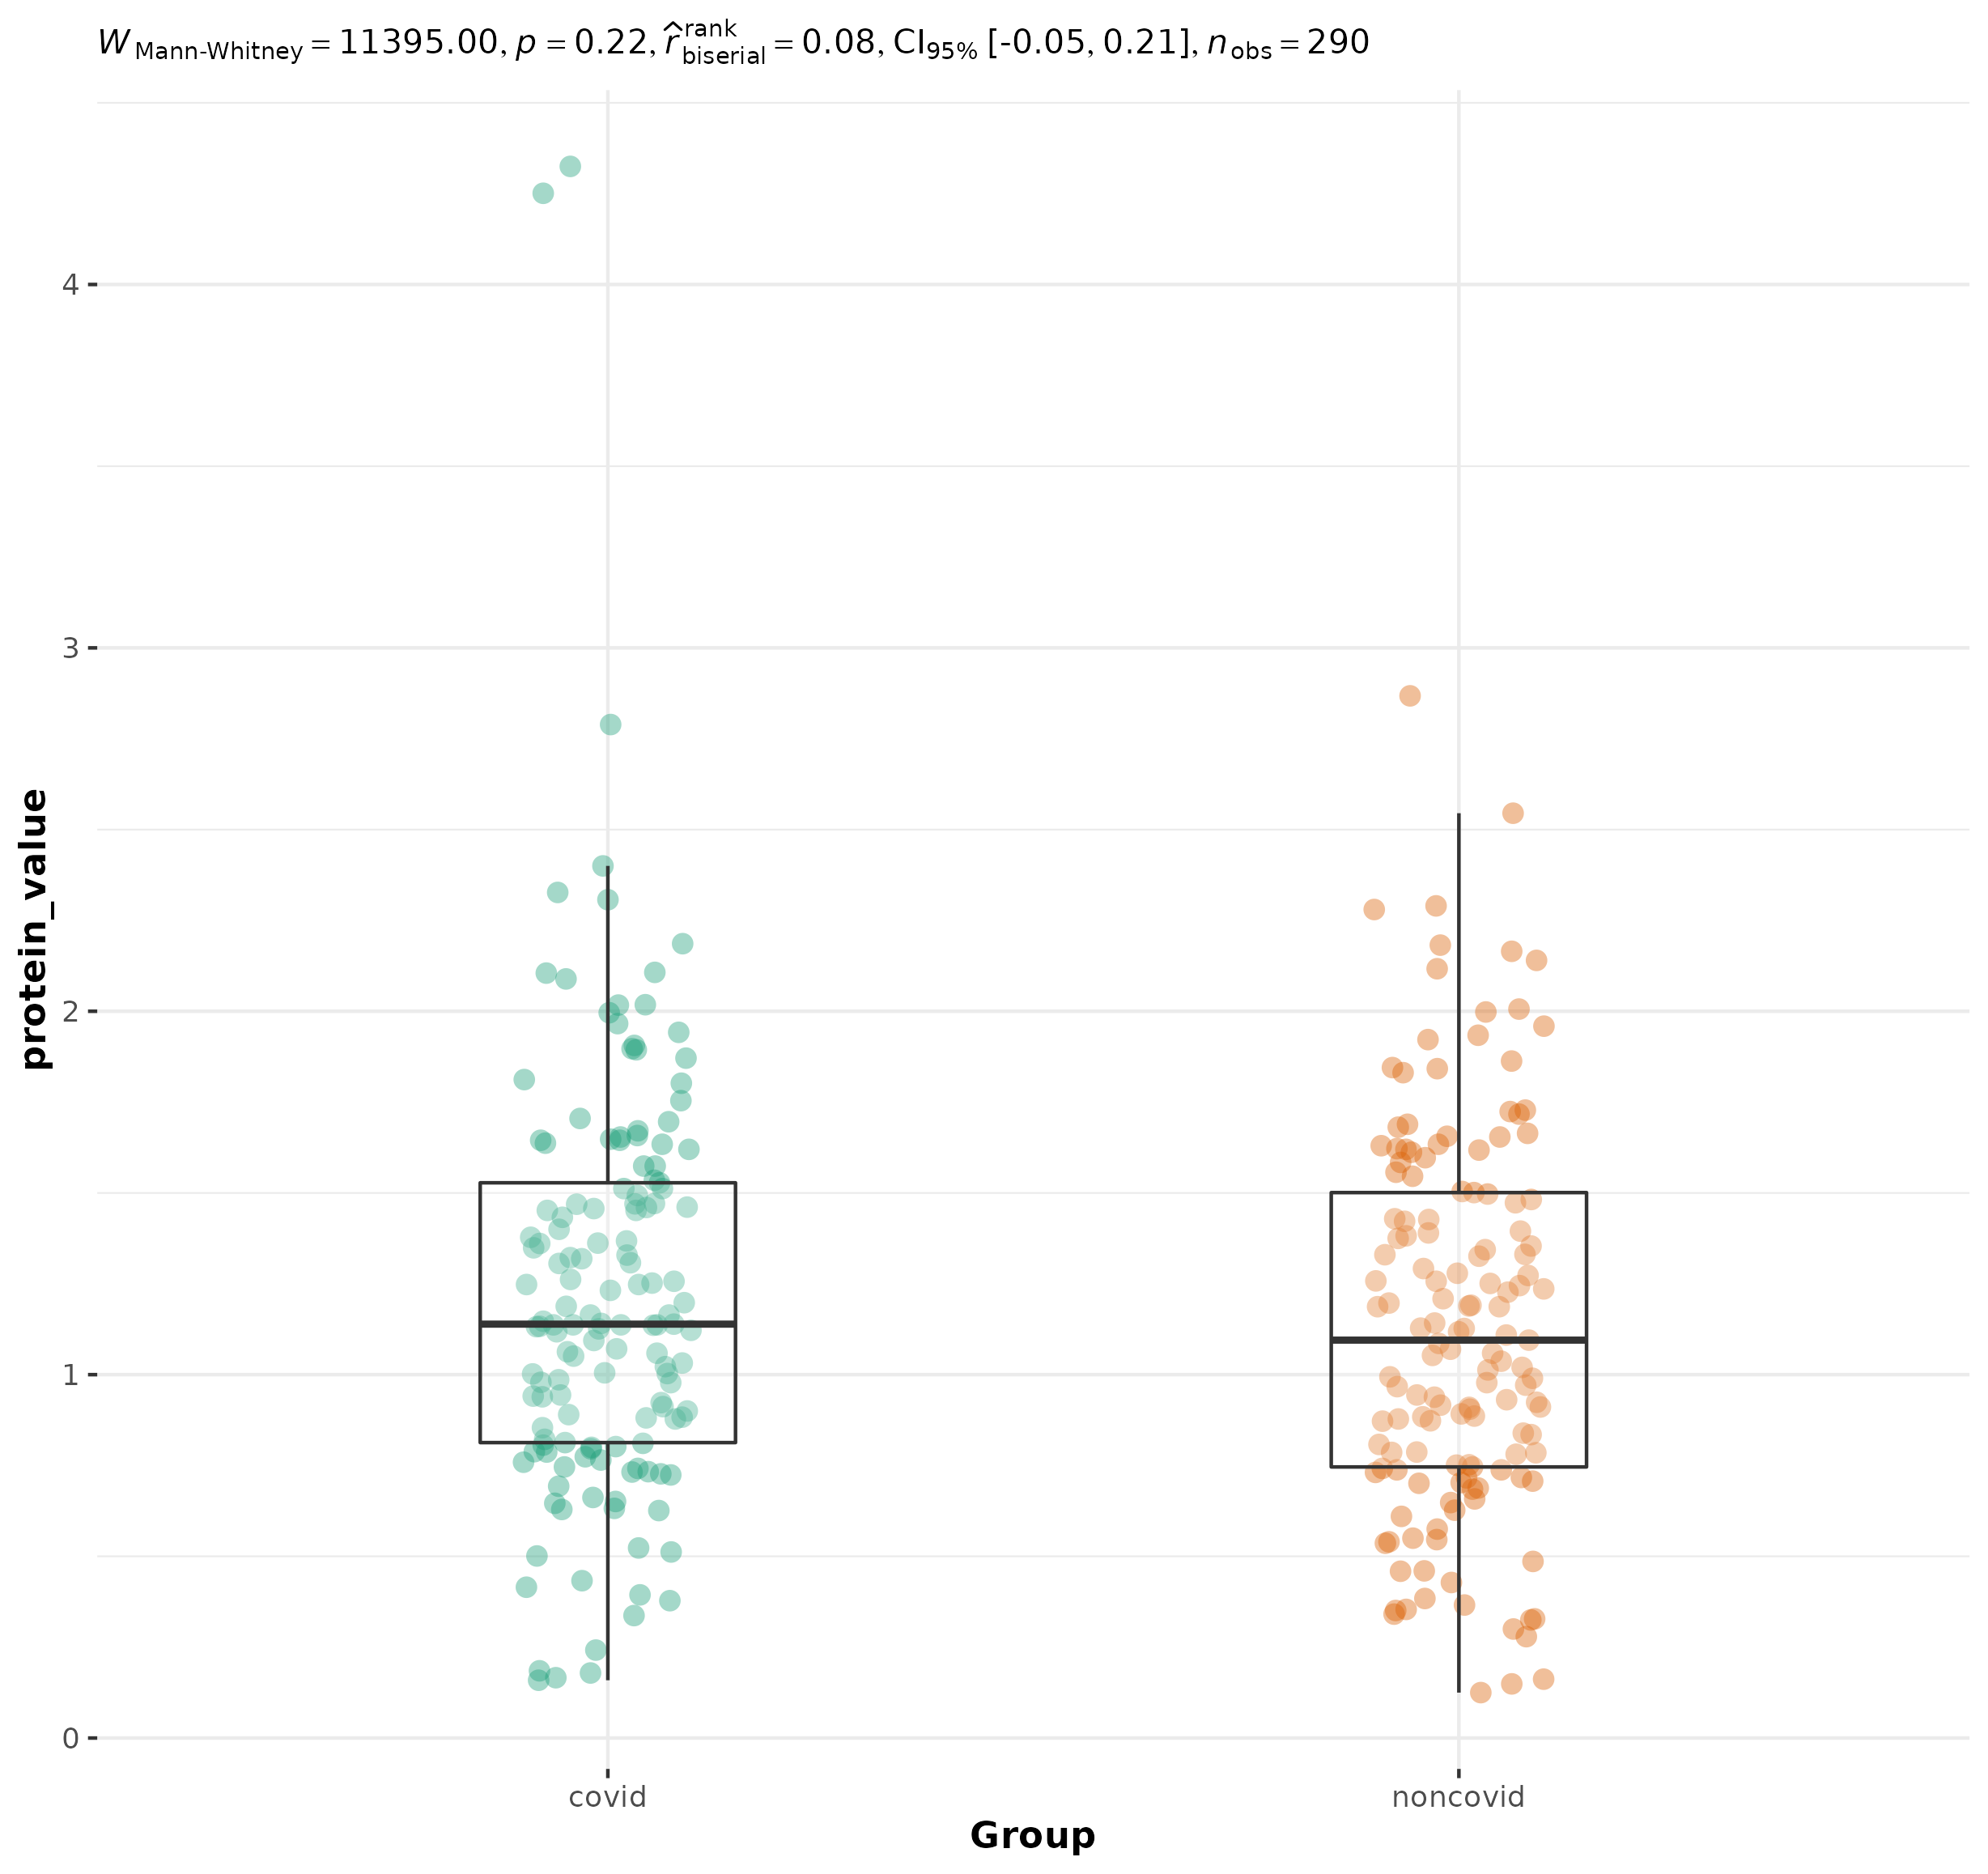 W Mann-Whitney = 11395.00, p = 0.22, r̂ rank biserial = 0.08, CI95% [-0.05, 0.21], n obs = 290
protein_value
4
3
2
1
0
covid noncovid
Group